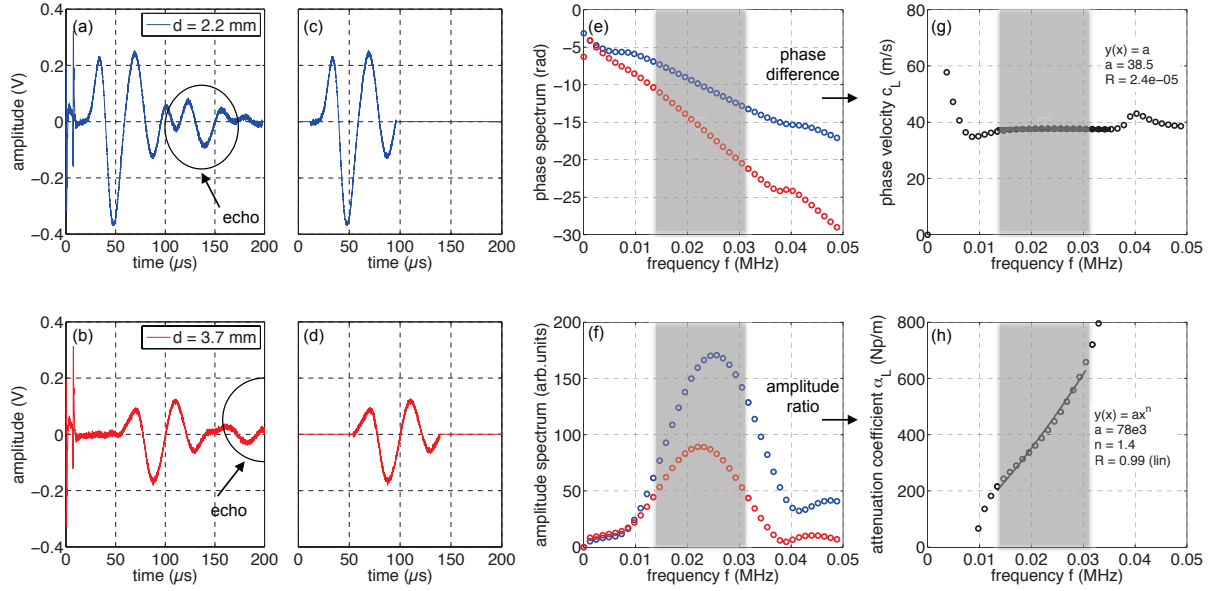 (a)
d = 2.2 mm
0.4
0.2
0
−0.2
−0.4
amplitude (V)
echo
0
50
100
150
200
time (µs)
(c)
0
50
100
150
200
time (µs)
(e)
0
−5
−10
−15
−20
−25
−30
phase spectrum (rad)
0
0.01
0.02
0.03
0.04
0.05
frequency f (MHz)
phase
difference
(g)
80
60
40
20
0
phase velocity c_L (m/s)
y(x) = a
a = 38.5
R = 2.4e−05
0
0.01
0.02
0.03
0.04
0.05
frequency f (MHz)
(b)
d = 3.7 mm
0.4
0.2
0
−0.2
−0.4
amplitude (V)
echo
0
50
100
150
200
time (µs)
(d)
0
50
100
150
200
time (µs)
(f)
200
150
100
50
0
amplitude spectrum (arb.units)
0
0.01
0.02
0.03
0.04
0.05
frequency f (MHz)
amplitude
ratio
(h)
800
600
400
200
0
attenuation coefficient α_L (Np/m)
y(x) = axⁿ
a = 78e3
n = 1.4
R = 0.99 (lin)
0
0.01
0.02
0.03
0.04
0.05
frequency f (MHz)